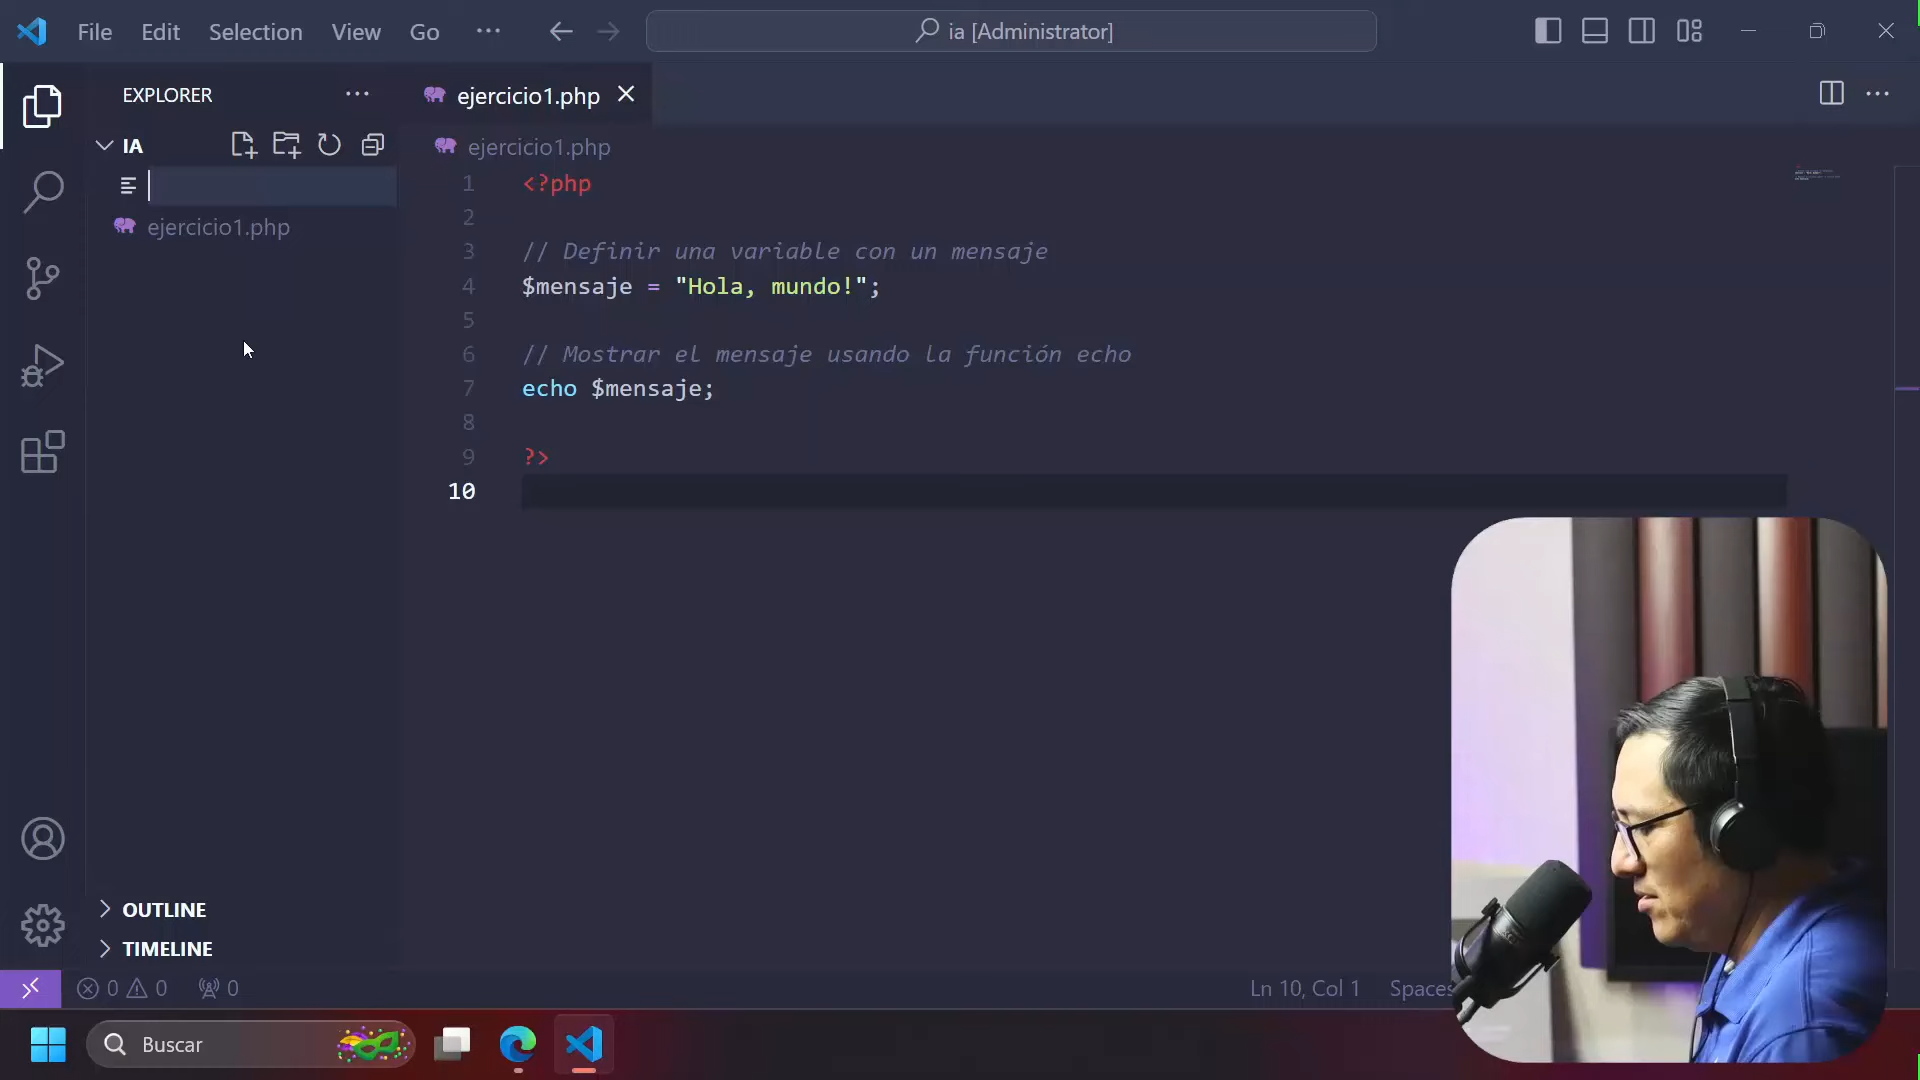 File Edit Selection View Go ··· ia [Administrator]
EXPLORER ···
IA
ejercicio1.php
ejercicio1.php
ejercicio1.php
1 <?php
2
3 // Definir una variable con un mensaje
4 $mensaje = "Hola, mundo!";
5
6 // Mostrar el mensaje usando la función echo
7 echo $mensaje;
8
9 ?>
10
OUTLINE
TIMELINE
0 0 0 Ln 10, Col 1 Spaces
Buscar